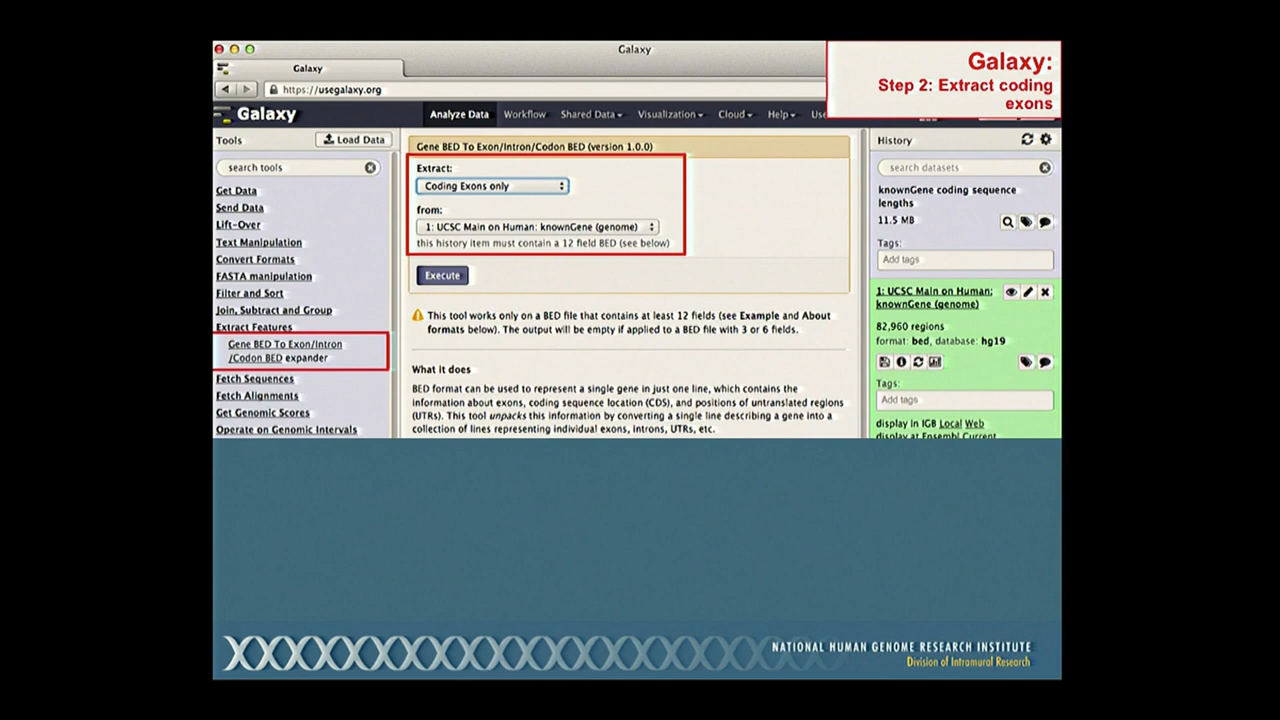 Galaxy
Galaxy:
Step 2: Extract coding
exons
Galaxy
https://usegalaxy.org
Galaxy
Analyze Data Workflow Shared Data Visualization Cloud Help
Tools
Load Data
search tools
Get Data
Send Data
Lift-Over
Text Manipulation
Convert Formats
FASTA manipulation
Filter and Sort
Join, Subtract and Group
Extract Features
Gene BED To Exon/Intron
/Codon BED expander
Fetch Sequences
Fetch Alignments
Get Genomic Scores
Operate on Genomic Intervals
Gene BED To Exon/Intron/Codon BED (version 1.0.0)
Extract:
Coding Exons only
from:
1: UCSC Main on Human: knownGene (genome)
this history item must contain a 12 field BED (see below)
Execute
This tool works only on a BED file that contains at least 12 fields (see Example and About
formats below). The output will be empty if applied to a BED file with 3 or 6 fields.
What it does
BED format can be used to represent a single gene in just one line, which contains the
information about exons, coding sequence location (CDS), and positions of untranslated regions
(UTRs). This tool unpacks this information by converting a single line describing a gene into a
collection of lines representing individual exons, introns, UTRs, etc.
History
search datasets
knownGene coding sequence
lengths
11.5 MB
Tags:
Add tags
1: UCSC Main on Human:
knownGene (genome)
82,960 regions
format: bed, database: hg19
Tags:
Add tags
display in IGB Local Web
display at Ensembl Current
NATIONAL HUMAN GENOME RESEARCH INSTITUTE
Division of Intramural Research